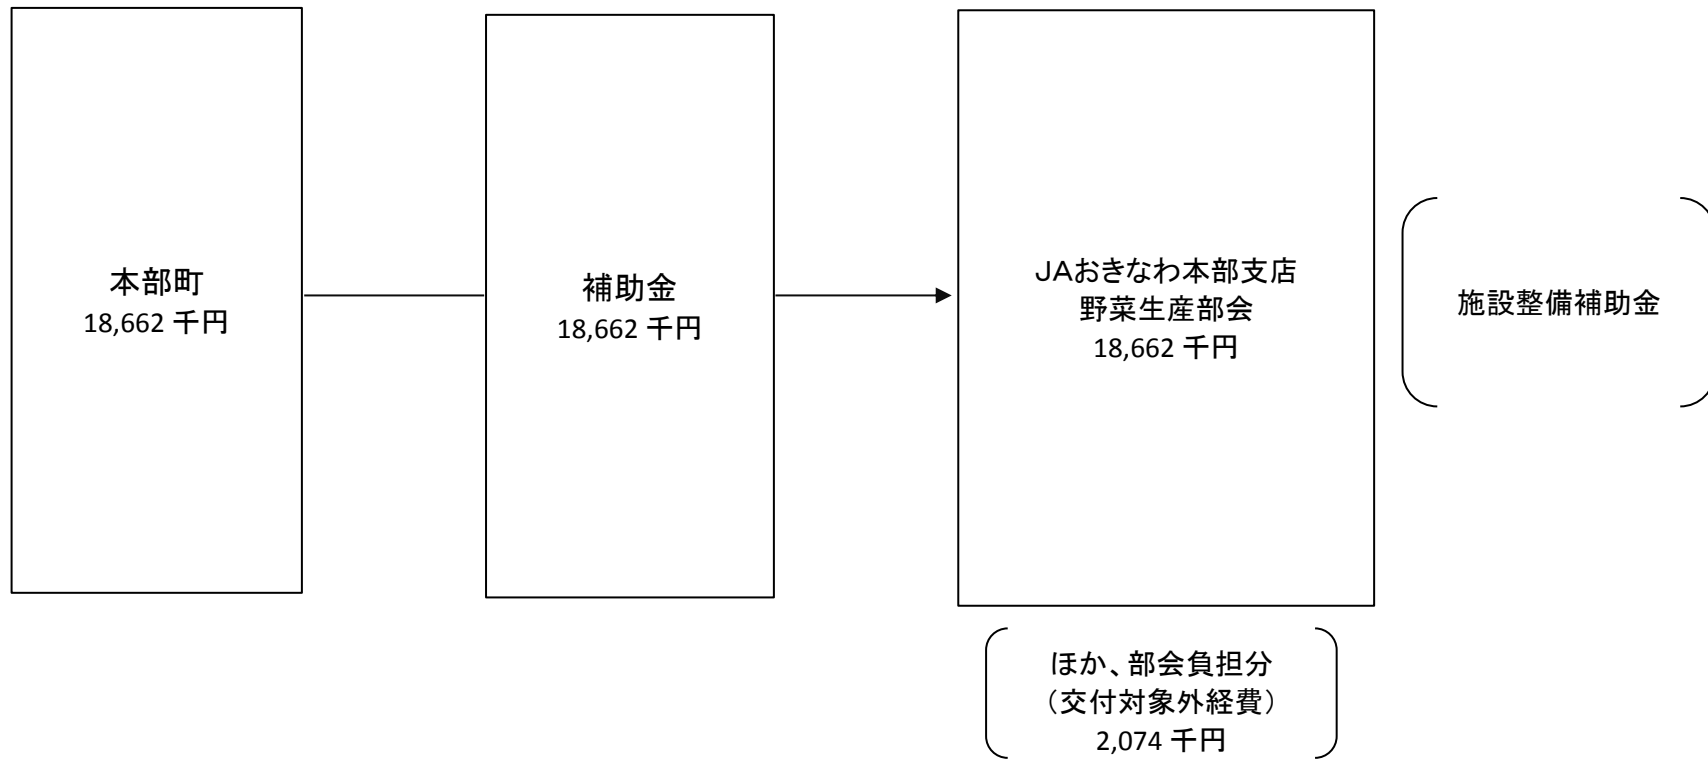 本部町
18,662 千円
補助金
18,662 千円
JAおきなわ本部支店
野菜生産部会
18,662 千円
施設整備補助金
ほか、部会負担分
（交付対象外経費）
2,074 千円